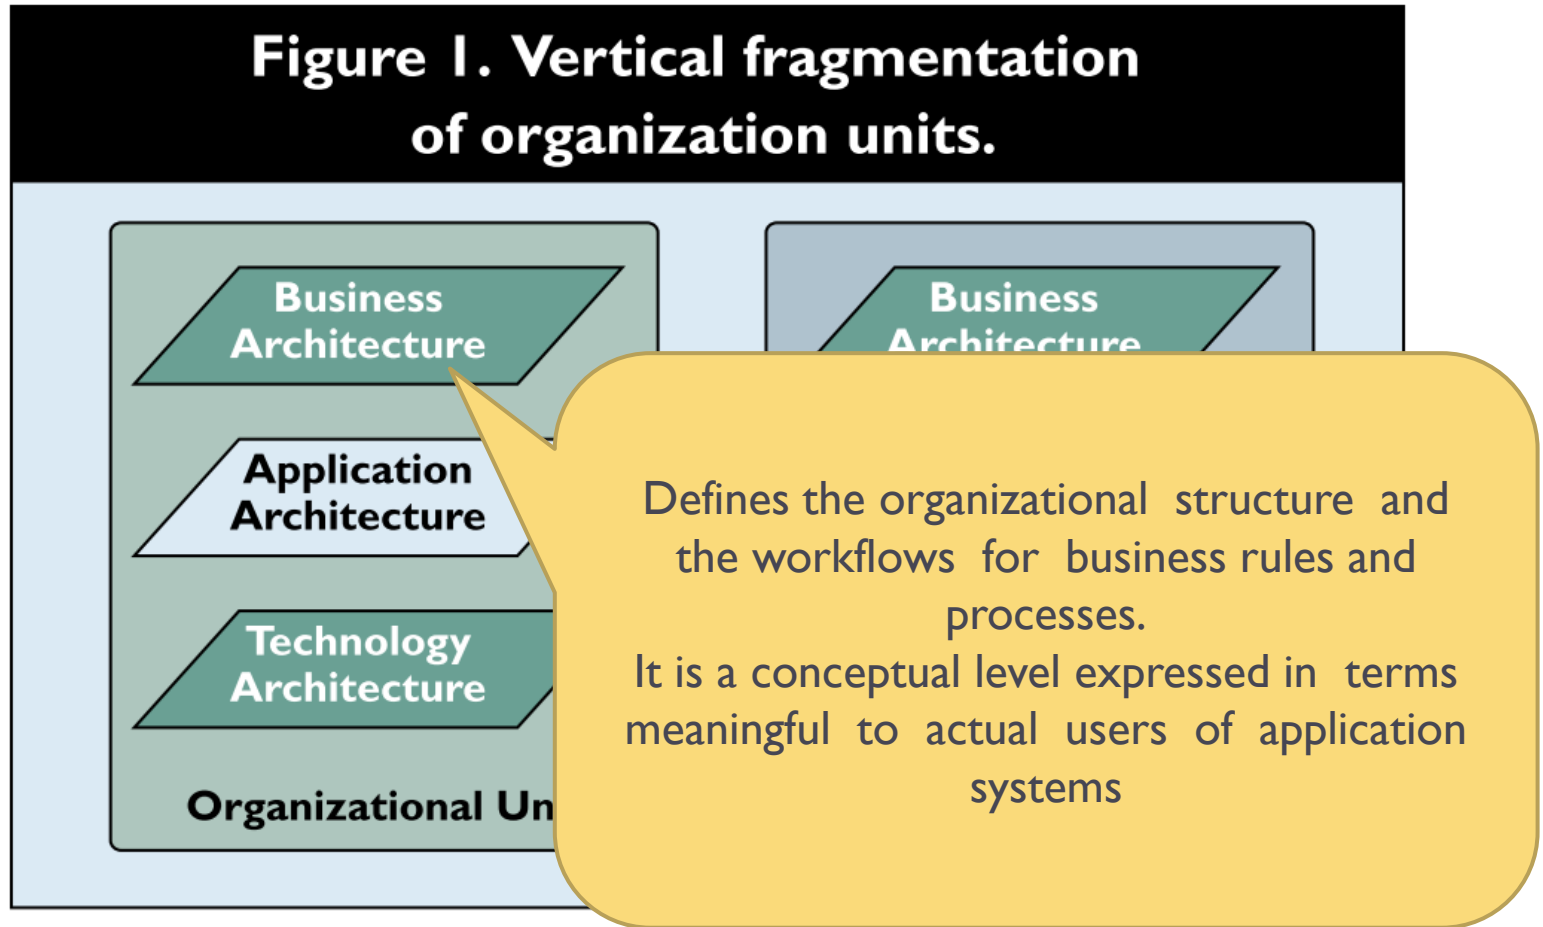 Figure 1. Vertical fragmentation
of organization units.
Business
Architecture
Application
Architecture
Technology
Architecture
Organizational
Business
Architecture
Defines the organizational structure and
the workflows for business rules and
processes.
It is a conceptual level expressed in terms
meaningful to actual users of application
systems